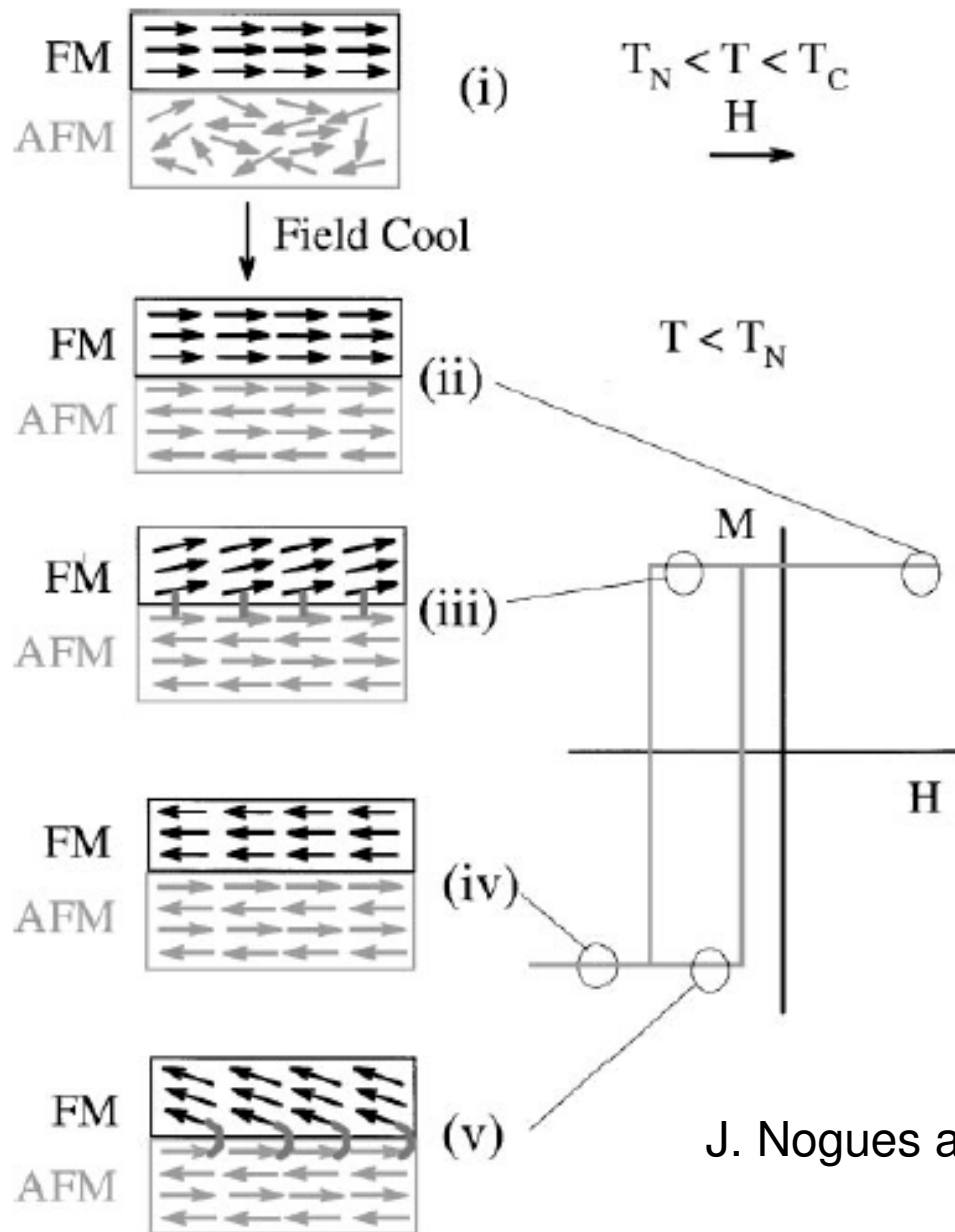 FM
AFM
(i)
T_N < T < T_C
H
Field Cool
FM
AFM
(ii)
T < T_N
FM
AFM
(iii)
M
H
FM
AFM
(iv)
FM
AFM
(v)
J. Nogues a